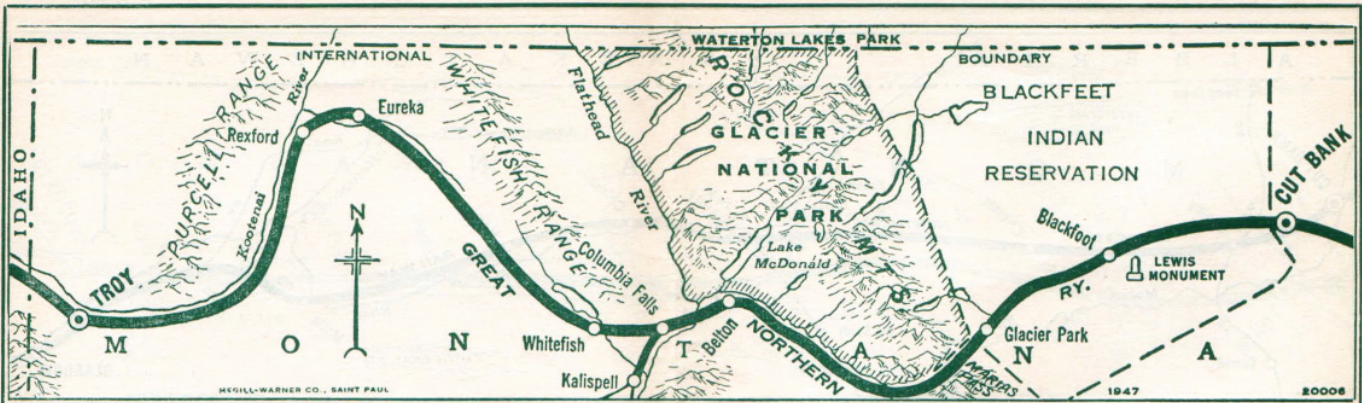 WATERTON LAKES PARK
INTERNATIONAL
BOUNDARY
IDAHO
PURCELL RANGE
Kootenai
River
Rexford
Eureka
WHITEFISH RANGE
Flathead
River
ROCKY MTS
GLACIER
NATIONAL
PARK
Lake
McDonald
BLACKFEET
INDIAN
RESERVATION
CUT BANK
Blackfoot
LEWIS
MONUMENT
TROY
N
GREAT
NORTHERN
RY.
Columbia Falls
Whitefish
Kalispell
Belton
Glacier Park
MARIAS
PASS
M O N T A N A
McGILL-WARNER CO., SAINT PAUL
1947
20006